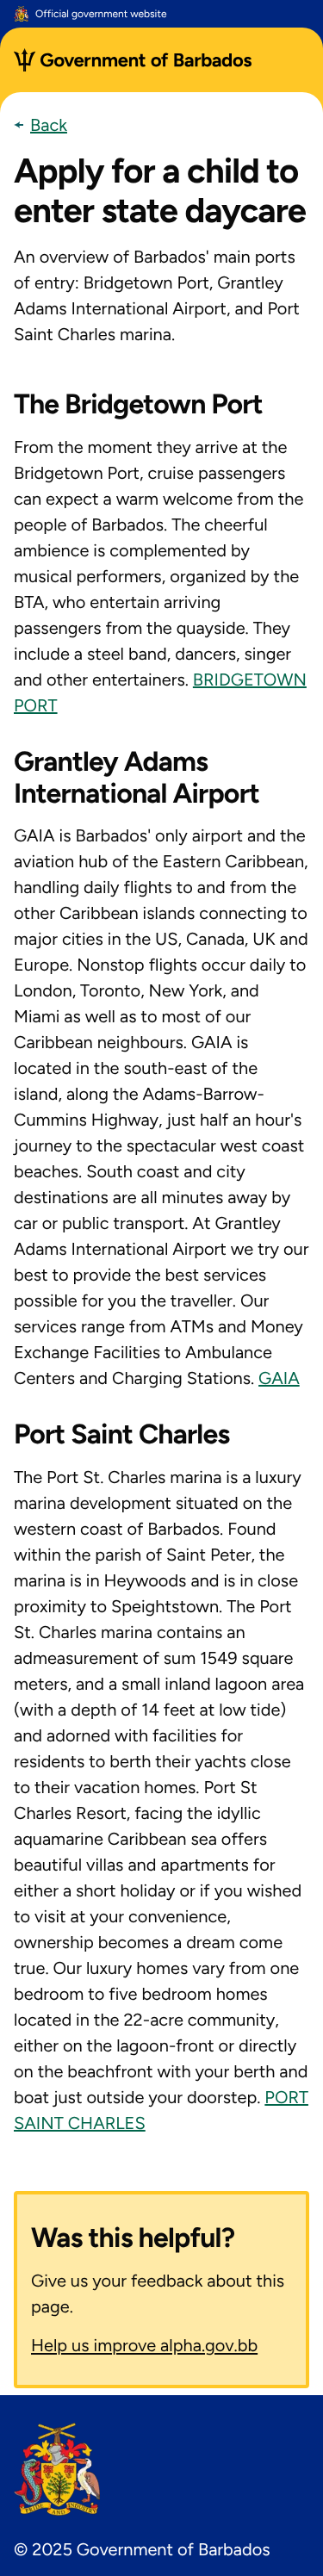 Official government website
Government of Barbados
Back
Apply for a child to
enter state daycare
An overview of Barbados' main ports
of entry: Bridgetown Port, Grantley
Adams International Airport, and Port
Saint Charles marina.
The Bridgetown Port
From the moment they arrive at the
Bridgetown Port, cruise passengers
can expect a warm welcome from the
people of Barbados. The cheerful
ambience is complemented by
musical performers, organized by the
BTA, who entertain arriving
passengers from the quayside. They
include a steel band, dancers, singer
and other entertainers. BRIDGETOWN
PORT
Grantley Adams
International Airport
GAIA is Barbados' only airport and the
aviation hub of the Eastern Caribbean,
handling daily flights to and from the
other Caribbean islands connecting to
major cities in the US, Canada, UK and
Europe. Nonstop flights occur daily to
London, Toronto, New York, and
Miami as well as to most of our
Caribbean neighbours. GAIA is
located in the south-east of the
island, along the Adams-Barrow-
Cummins Highway, just half an hour's
journey to the spectacular west coast
beaches. South coast and city
destinations are all minutes away by
car or public transport. At Grantley
Adams International Airport we try our
best to provide the best services
possible for you the traveller. Our
services range from ATMs and Money
Exchange Facilities to Ambulance
Centers and Charging Stations. GAIA
Port Saint Charles
The Port St. Charles marina is a luxury
marina development situated on the
western coast of Barbados. Found
within the parish of Saint Peter, the
marina is in Heywoods and is in close
proximity to Speightstown. The Port
St. Charles marina contains an
admeasurement of sum 1549 square
meters, and a small inland lagoon area
(with a depth of 14 feet at low tide)
and adorned with facilities for
residents to berth their yachts close
to their vacation homes. Port St
Charles Resort, facing the idyllic
aquamarine Caribbean sea offers
beautiful villas and apartments for
either a short holiday or if you wished
to visit at your convenience,
ownership becomes a dream come
true. Our luxury homes vary from one
bedroom to five bedroom homes
located in the 22-acre community,
either on the lagoon-front or directly
on the beachfront with your berth and
boat just outside your doorstep. PORT
SAINT CHARLES
Was this helpful?
Give us your feedback about this
page.
Help us improve alpha.gov.bb
PRIDE AND INDUSTRY
© 2025 Government of Barbados